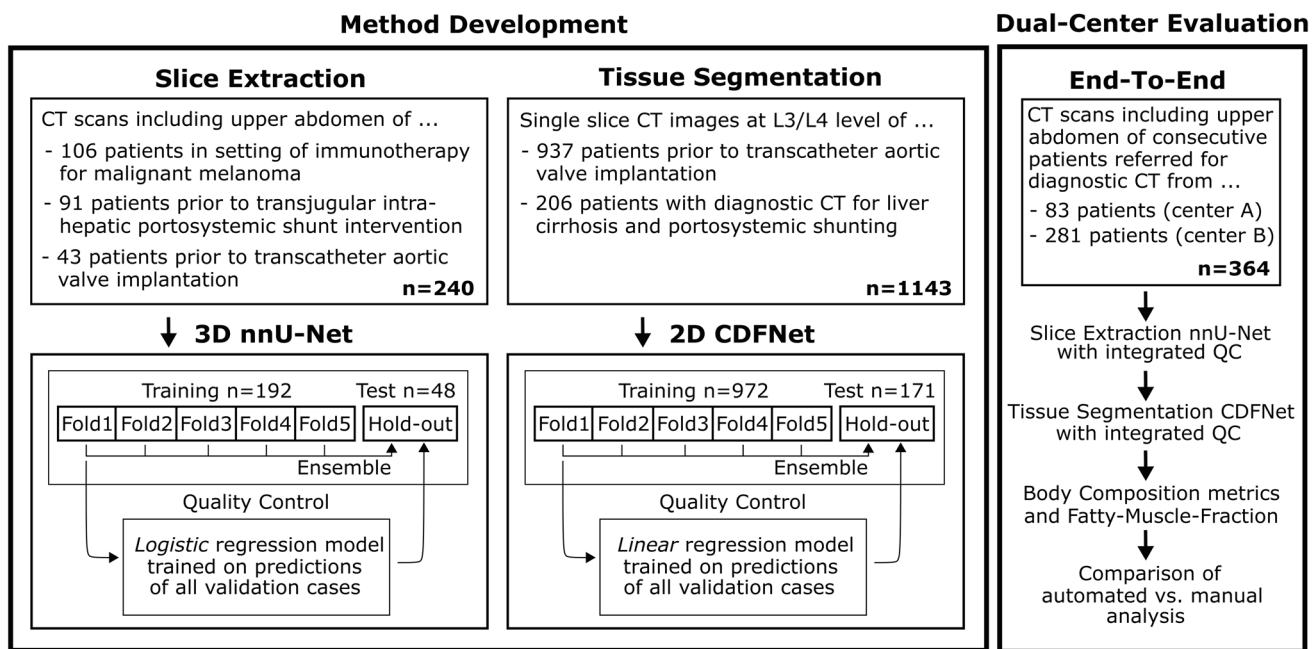 Method Development
Slice Extraction
CT scans including upper abdomen of ...
- 106 patients in setting of immunotherapy
for malignant melanoma
- 91 patients prior to transjugular intra-
hepatic portosystemic shunt intervention
- 43 patients prior to transcatheter aortic
valve implantation
n=240
3D nnU-Net
Training n=192
Test n=48
Fold1 Fold2 Fold3 Fold4 Fold5 Hold-out
Ensemble
Quality Control
Logistic regression model
trained on predictions
of all validation cases
Tissue Segmentation
Single slice CT images at L3/L4 level of ...
- 937 patients prior to transcatheter aortic
valve implantation
- 206 patients with diagnostic CT for liver
cirrhosis and portosystemic shunting
n=1143
2D CDFNet
Training n=972
Test n=171
Fold1 Fold2 Fold3 Fold4 Fold5 Hold-out
Ensemble
Quality Control
Linear regression model
trained on predictions
of all validation cases
Dual-Center Evaluation
End-To-End
CT scans including upper
abdomen of consecutive
patients referred for
diagnostic CT from ...
- 83 patients (center A)
- 281 patients (center B)
n=364
Slice Extraction nnU-Net
with integrated QC
Tissue Segmentation CDFNet
with integrated QC
Body Composition metrics
and Fatty-Muscle-Fraction
Comparison of
automated vs. manual
analysis